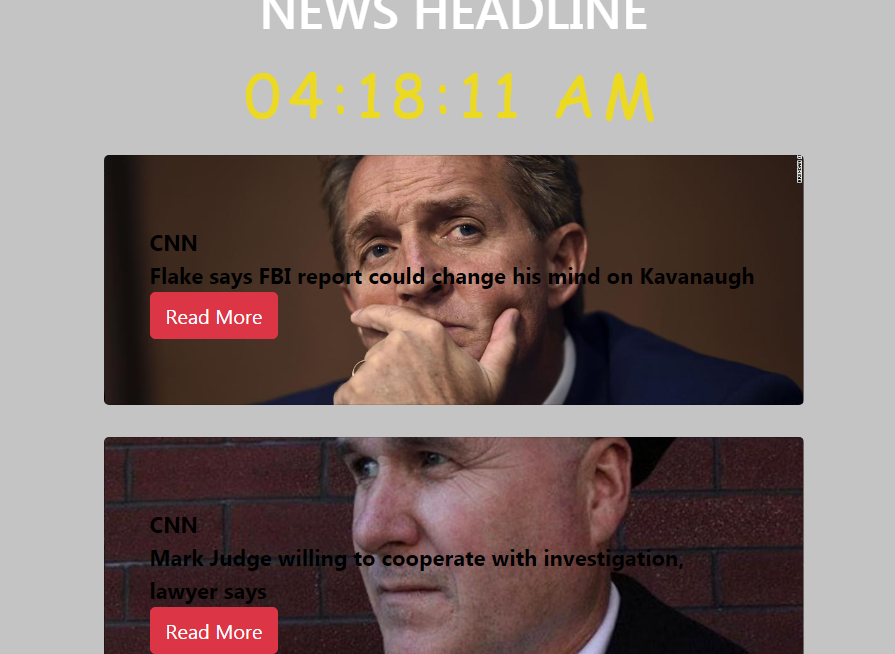 NEWS HEADLINE
04:18:11 AM
CNN
Flake says FBI report could change his mind on Kavanaugh
Read More
CNN
Mark Judge willing to cooperate with investigation,
lawyer says
Read More